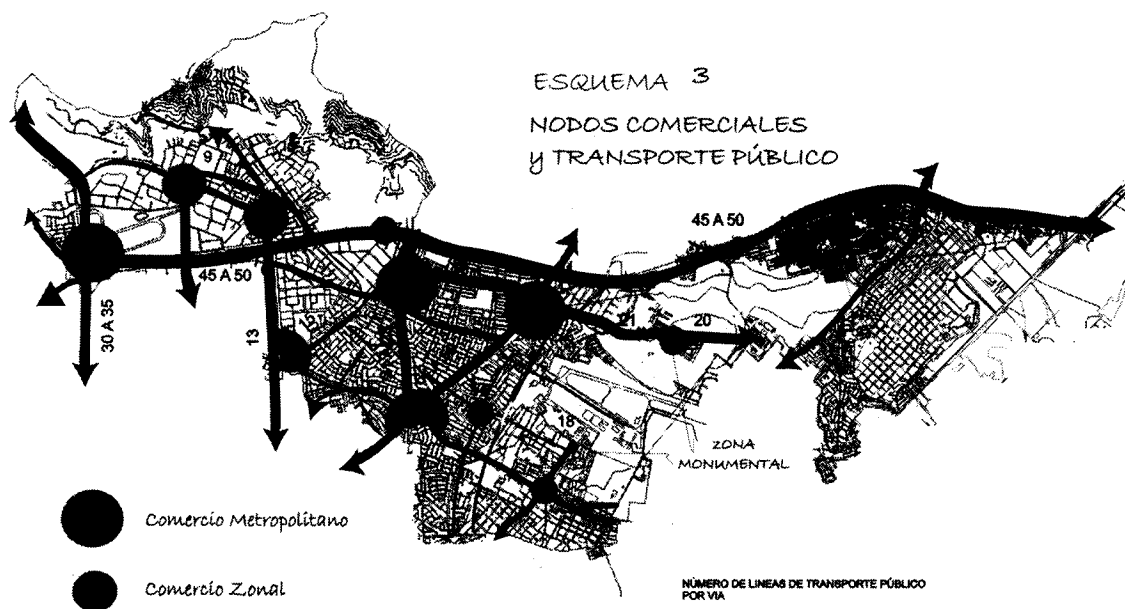 ESQUEMA 3
NODOS COMERCIALES
y TRANSPORTE PÚBLICO
9
45 A 50
45 A 50
30 A 35
13
21
20
18
ZONA
MONUMENTAL
Comercio Metropolitano
Comercio Zonal
NÚMERO DE LINEAS DE TRANSPORTE PÚBLICO
POR VIA